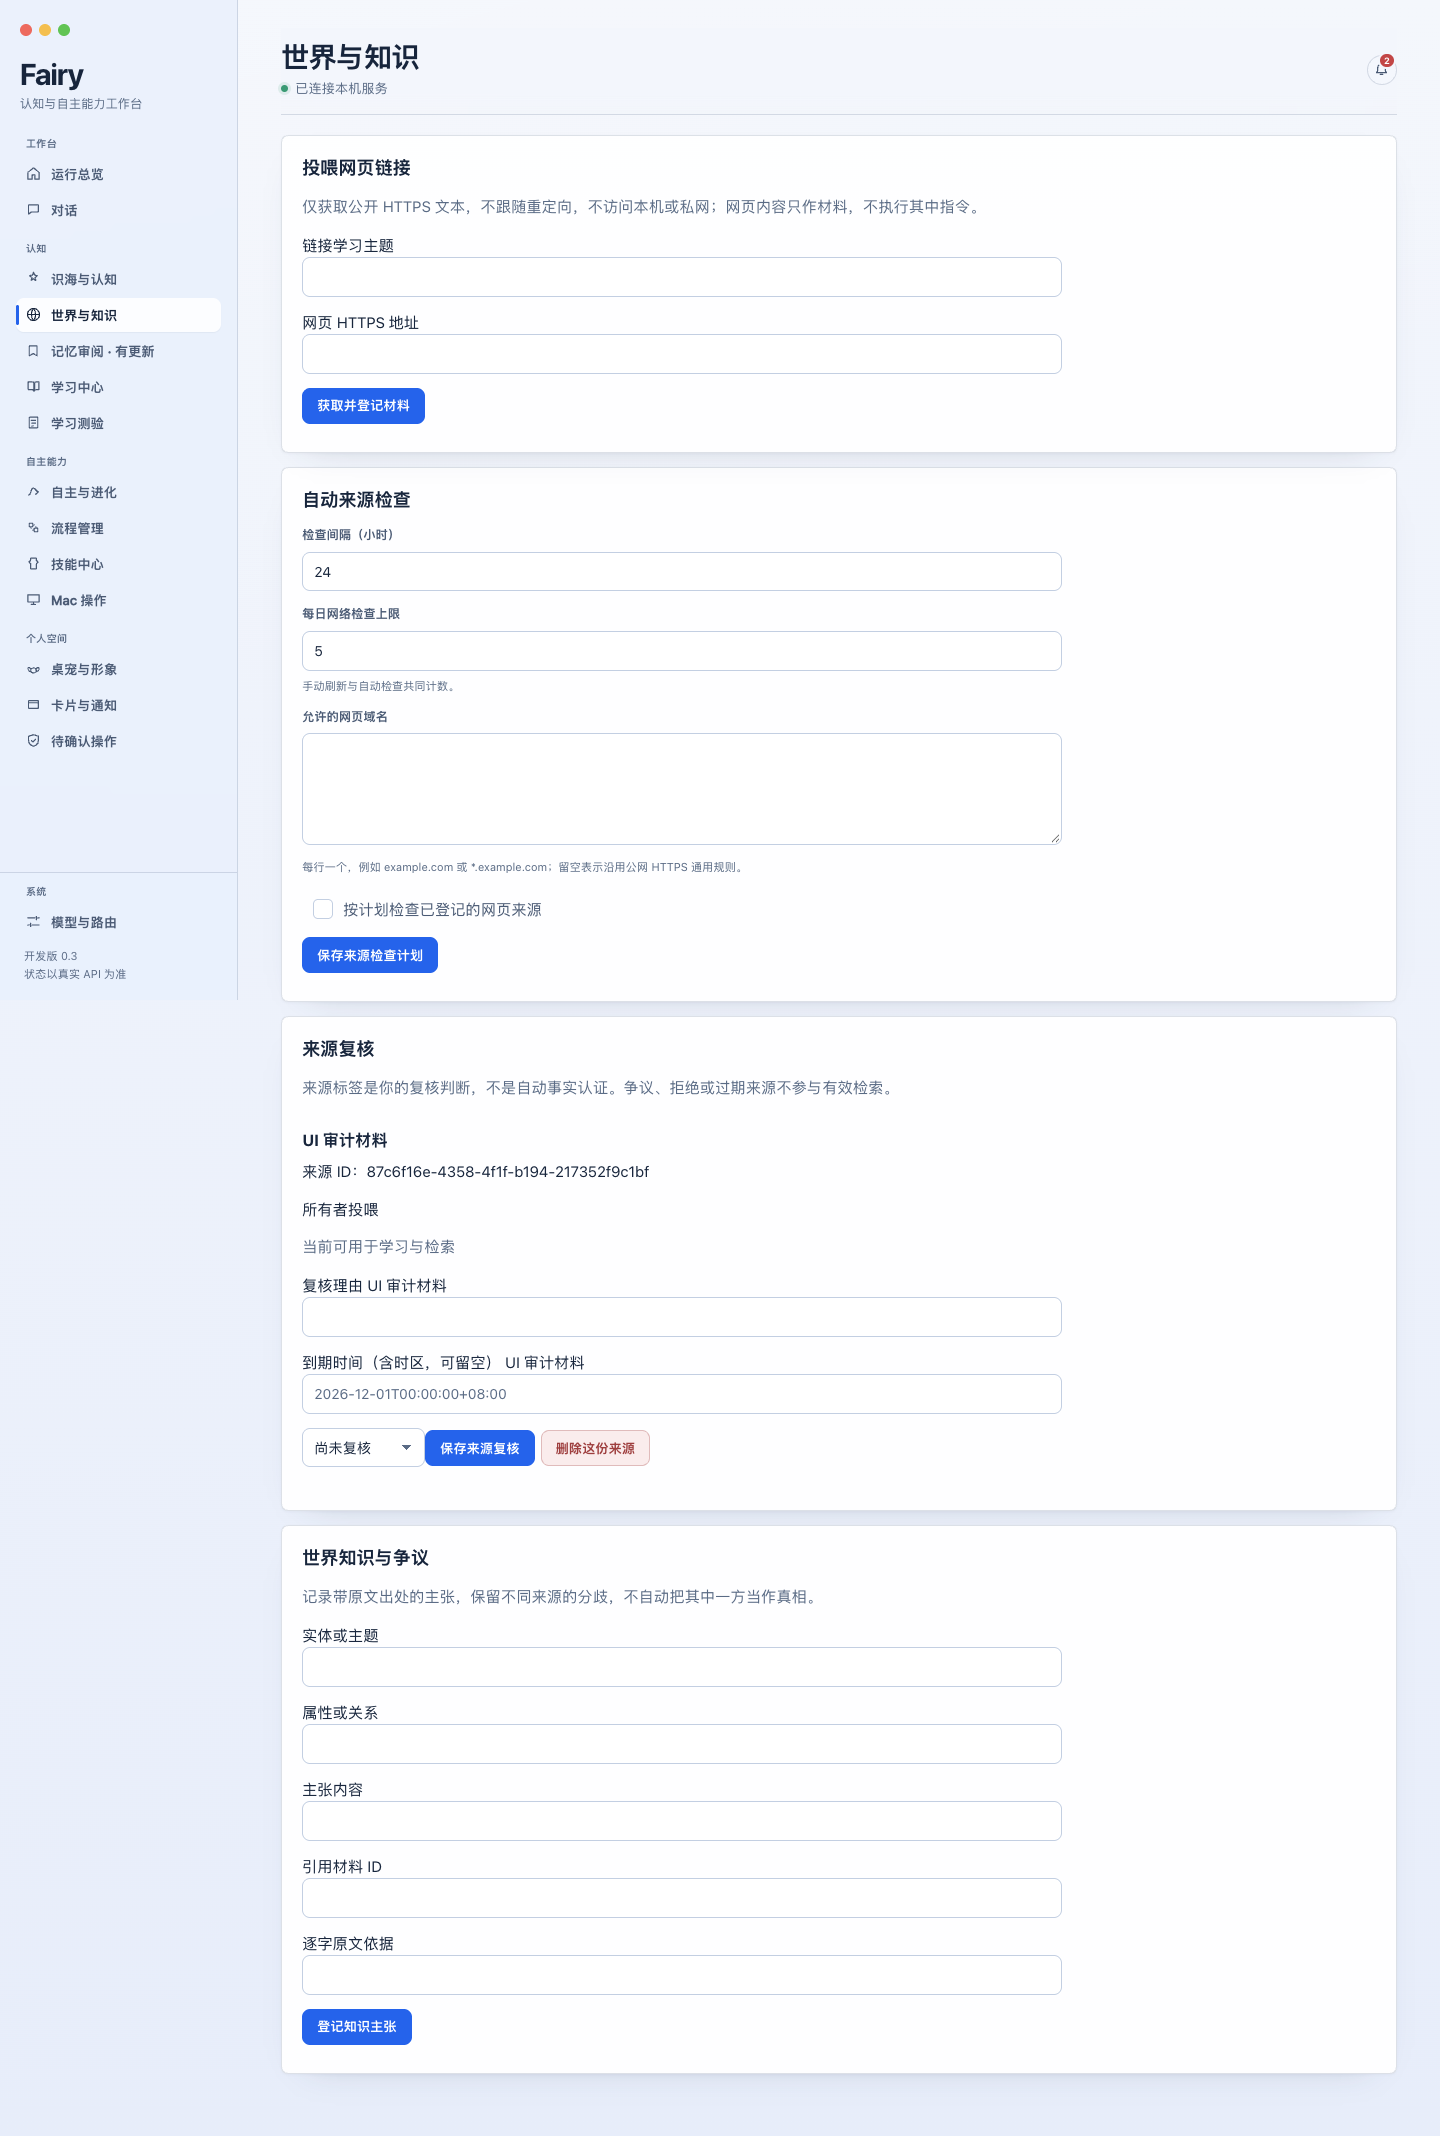 Fairy
认知与自主能力工作台
工作台
运行总览
对话
认知
识海与认知
世界与知识
记忆审阅 · 有更新
学习中心
学习测验
自主能力
自主与进化
流程管理
技能中心
Mac 操作
个人空间
桌宠与形象
卡片与通知
待确认操作
系统
模型与路由
开发版 0.3
状态以真实 API 为准
世界与知识
已连接本机服务
2
投喂网页链接
仅获取公开 HTTPS 文本，不跟随重定向，不访问本机或私网；网页内容只作材料，不执行其中指令。
链接学习主题
网页 HTTPS 地址
获取并登记材料
自动来源检查
检查间隔（小时）
24
每日网络检查上限
5
手动刷新与自动检查共同计数。
允许的网页域名
每行一个，例如 example.com 或 *.example.com；留空表示沿用公网 HTTPS 通用规则。
按计划检查已登记的网页来源
保存来源检查计划
来源复核
来源标签是你的复核判断，不是自动事实认证。争议、拒绝或过期来源不参与有效检索。
UI 审计材料
来源 ID：87c6f16e-4358-4f1f-b194-217352f9c1bf
所有者投喂
当前可用于学习与检索
复核理由 UI 审计材料
到期时间（含时区，可留空） UI 审计材料
2026-12-01T00:00:00+08:00
尚未复核
保存来源复核
删除这份来源
世界知识与争议
记录带原文出处的主张，保留不同来源的分歧，不自动把其中一方当作真相。
实体或主题
属性或关系
主张内容
引用材料 ID
逐字原文依据
登记知识主张